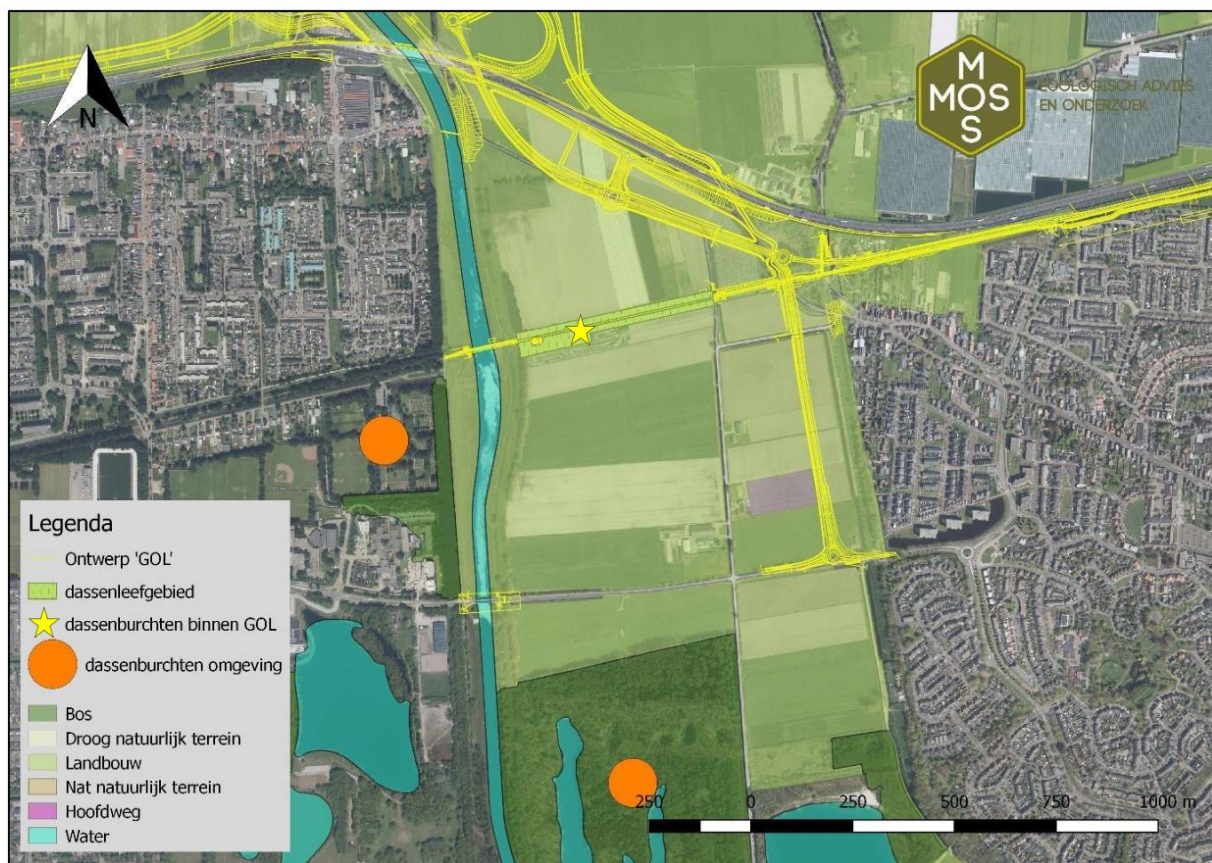 N
MOS
MOS
ECOLOGISCH ADVIES
EN ONDERZOEK
Legenda
Ontwerp 'GOL'
dassenleefgebied
dassenburchten binnen GOL
dassenburchten omgeving
Bos
Droog natuurlijk terrein
Landbouw
Nat natuurlijk terrein
Hoofdweg
Water
250 0 250 500 750 1000 m